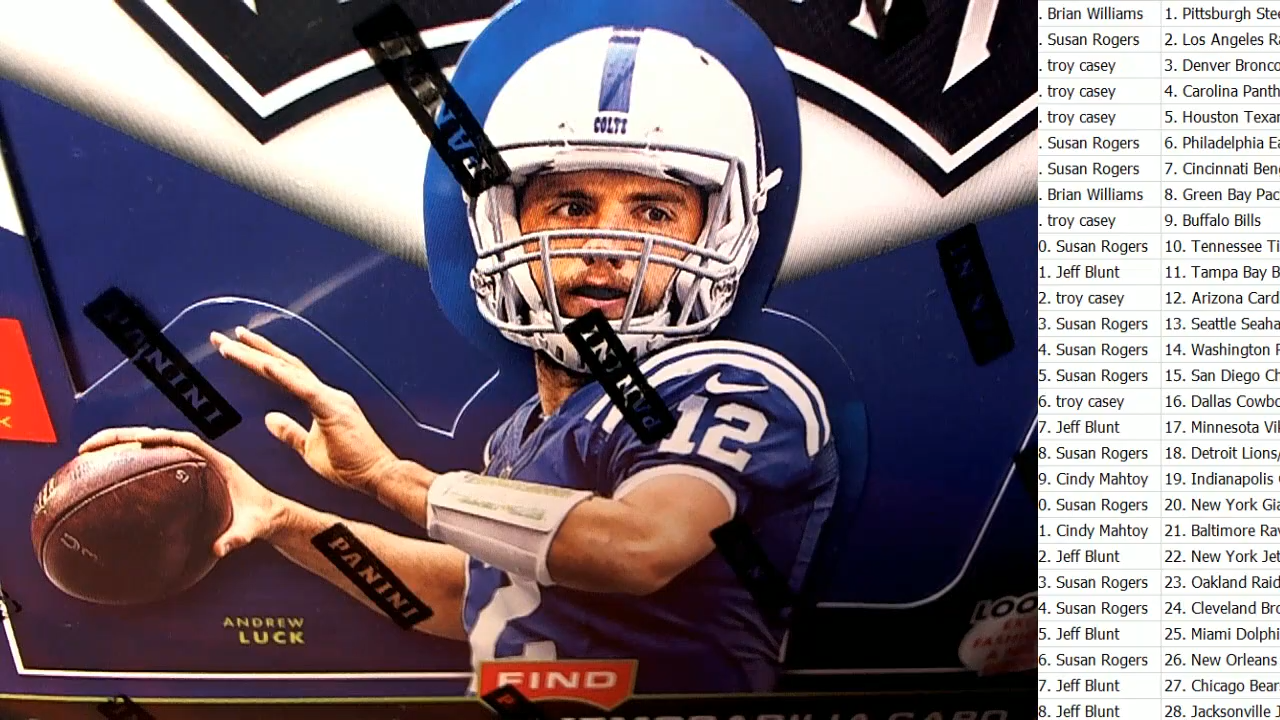 COLTS
PANINI
PANINI
PANINI
12
PANINI
ANDREW
LUCK
FIND
. Brian Williams 1. Pittsburgh Ste
. Susan Rogers 2. Los Angeles Ra
. troy casey 3. Denver Bronco
. troy casey 4. Carolina Panth
. troy casey 5. Houston Texa
. Susan Rogers 6. Philadelphia Ea
. Susan Rogers 7. Cincinnati Beng
. Brian Williams 8. Green Bay Pac
. troy casey 9. Buffalo Bills
0. Susan Rogers 10. Tennessee Ti
1. Jeff Blunt 11. Tampa Bay B
2. troy casey 12. Arizona Card
3. Susan Rogers 13. Seattle Seaha
4. Susan Rogers 14. Washington R
5. Susan Rogers 15. San Diego Ch
6. troy casey 16. Dallas Cowbo
7. Jeff Blunt 17. Minnesota Vik
8. Susan Rogers 18. Detroit Lions/
9. Cindy Mahtoy 19. Indianapolis
0. Susan Rogers 20. New York Gia
1. Cindy Mahtoy 21. Baltimore Rav
2. Jeff Blunt 22. New York Jet
3. Susan Rogers 23. Oakland Raid
4. Susan Rogers 24. Cleveland Bro
5. Jeff Blunt 25. Miami Dolphi
6. Susan Rogers 26. New Orleans
7. Jeff Blunt 27. Chicago Bear
8. Jeff Blunt 28. Jacksonville